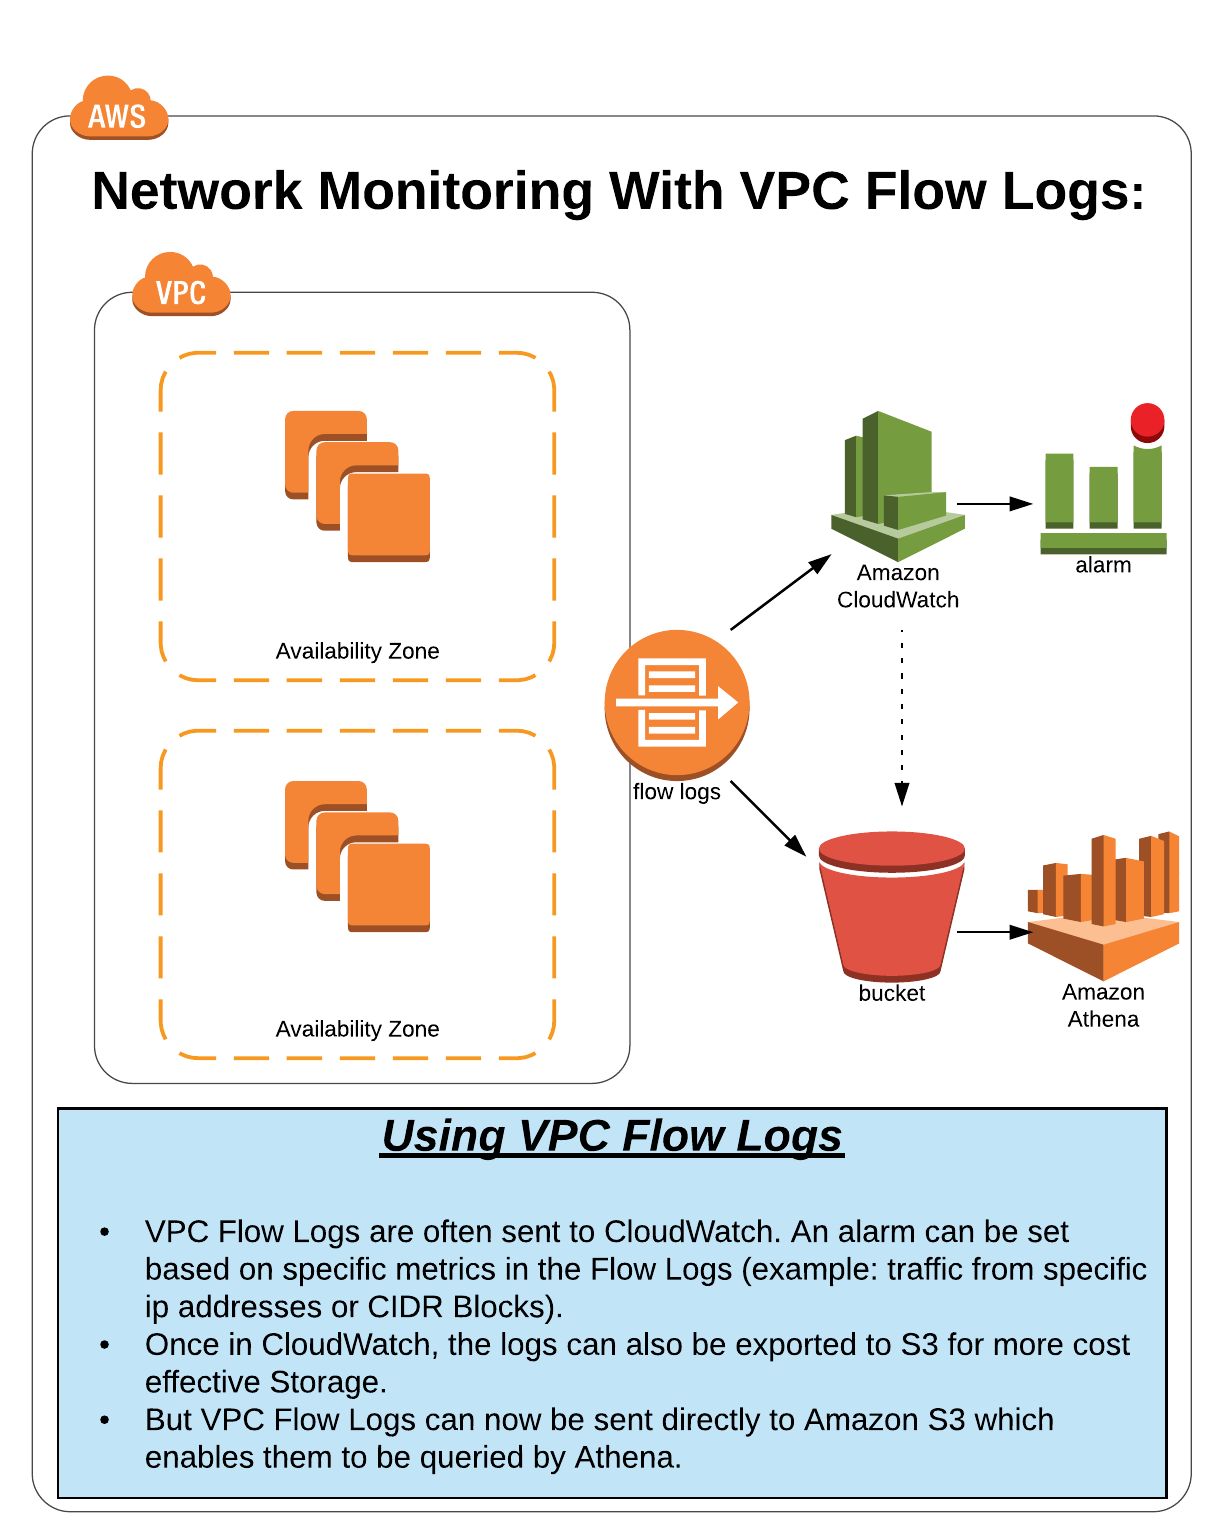 AWS
Network Monitoring With VPC Flow Logs:
VPC
Availability Zone
Availability Zone
flow logs
Amazon
CloudWatch
alarm
bucket
Amazon
Athena
Using VPC Flow Logs
• VPC Flow Logs are often sent to CloudWatch. An alarm can be set
based on specific metrics in the Flow Logs (example: traffic from specific
ip addresses or CIDR Blocks).
• Once in CloudWatch, the logs can also be exported to S3 for more cost
effective Storage.
• But VPC Flow Logs can now be sent directly to Amazon S3 which
enables them to be queried by Athena.